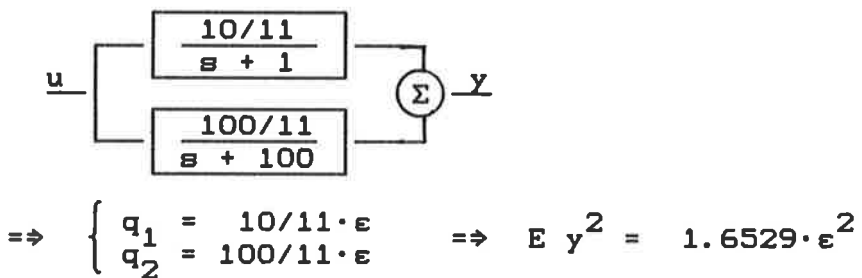 10/11
s + 1
u
Σ
y
100/11
s + 100
⇒ { q₁ = 10/11·ε
q₂ = 100/11·ε
⇒ E y² = 1.6529·ε²